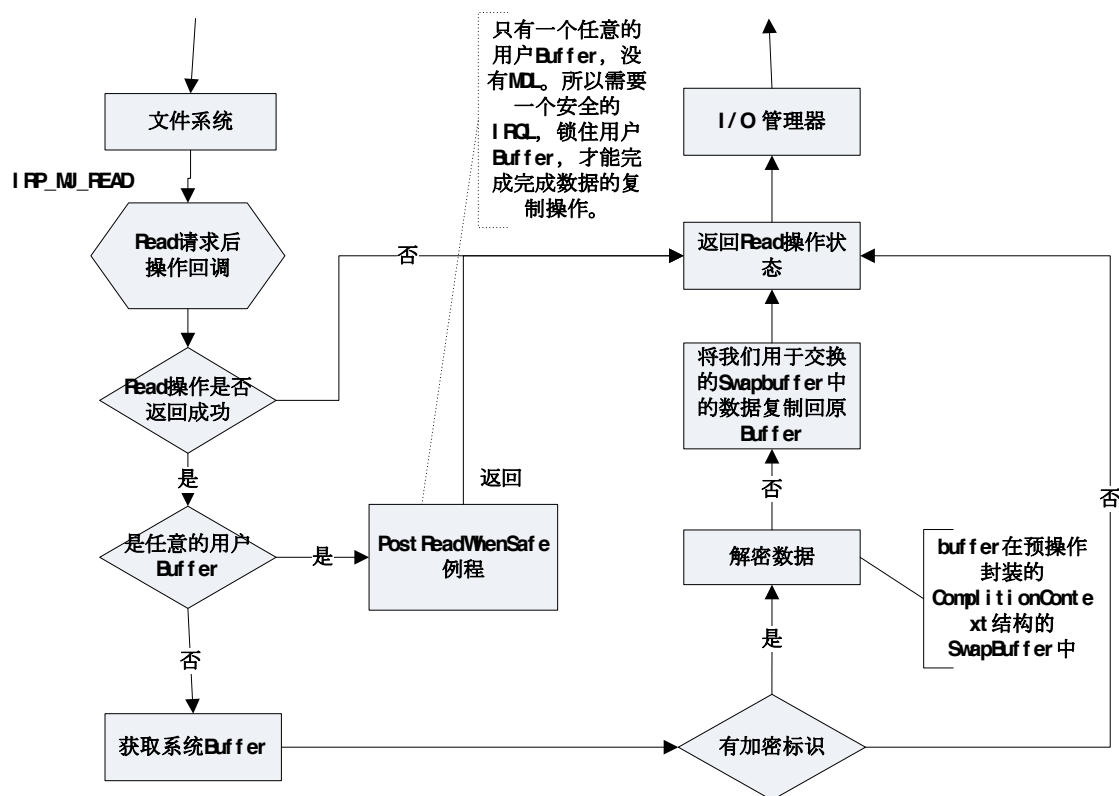 只有一个任意的
用户Buffer，没
有MDL。所以需要
一个安全的
IRQL，锁住用户
Buffer，才能完
成完成数据的复
制操作。
文件系统
I/O 管理器
IRP_MJ_READ
Read请求后
操作回调
否
返回Read操作状
态
Read操作是否
返回成功
将我们用于交换
的Swapbuffer中
的数据复制回原
Buffer
是
返回
否
否
是任意的用户
Buffer
是
PostReadWhenSafe
例程
解密数据
buffer在预操作
封装的
ComplitionConte
xt结构的
SwapBuffer中
否
是
获取系统Buffer
有加密标识